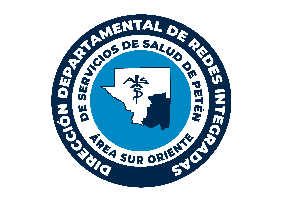 DIRECCIÓN DEPARTAMENTAL DE REDES INTEGRADAS
DE SERVICIOS DE SALUD DE PETÉN
ÁREA SUR ORIENTE